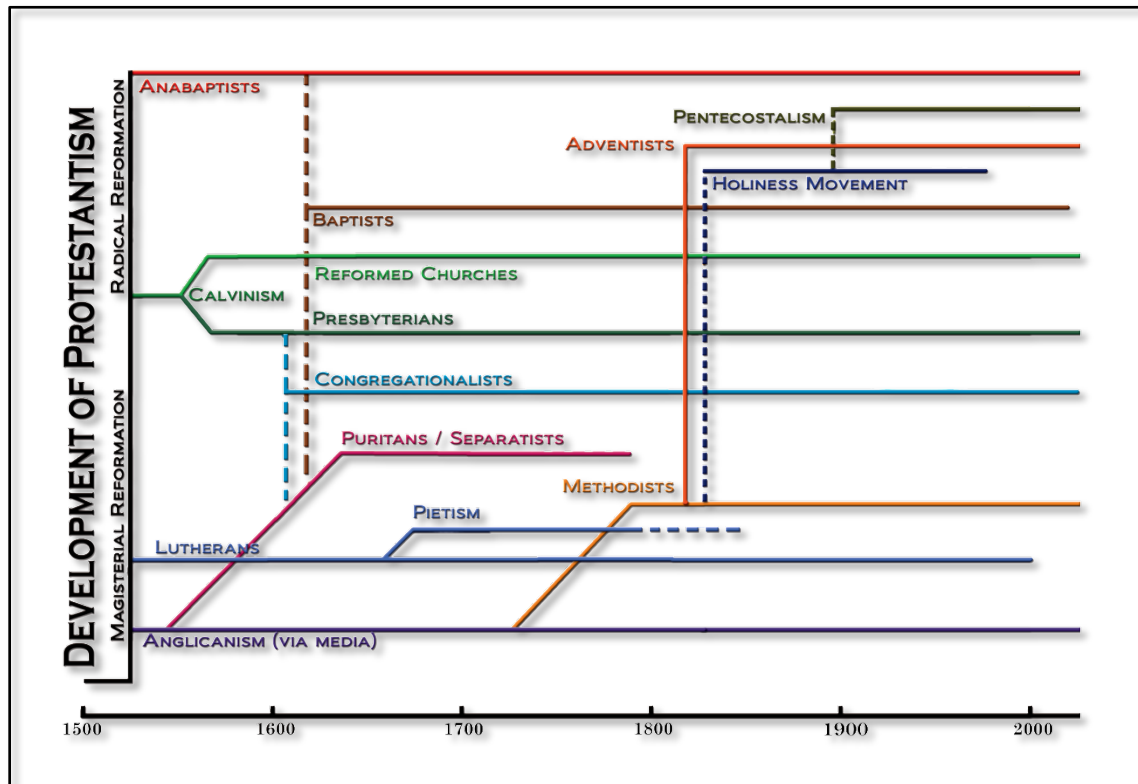 DEVELOPMENT OF PROTESTANTISM
RADICAL REFORMATION
MAGISTERIAL REFORMATION
ANABAPTISTS
PENTECOSTALISM
ADVENTISTS
HOLINESS MOVEMENT
BAPTISTS
REFORMED CHURCHES
CALVINISM
PRESBYTERIANS
CONGREGATIONALISTS
PURITANS / SEPARATISTS
METHODISTS
PIETISM
LUTHERANS
ANGLICANISM (VIA MEDIA)
1500 1600 1700 1800 1900 2000